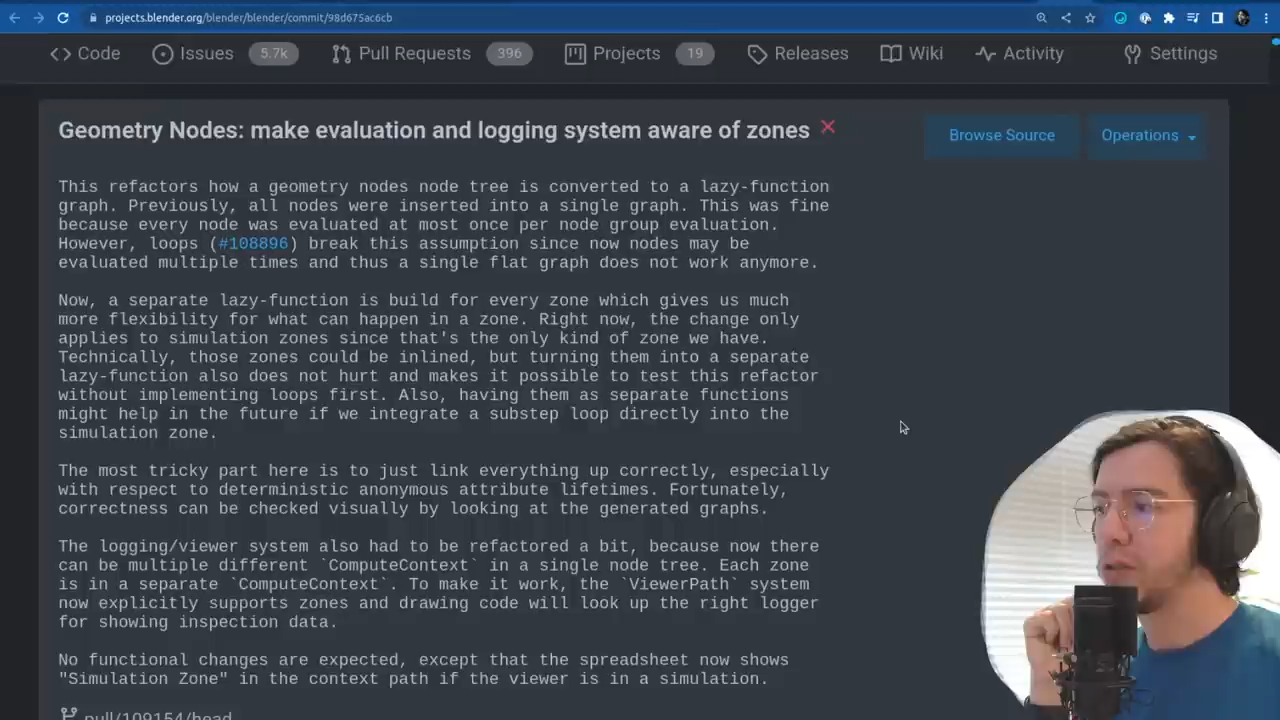 projects.blender.org/blender/blender/commit/98d675ac6cb
Code Issues 5.7k Pull Requests 396 Projects 19 Releases Wiki Activity Settings
Geometry Nodes: make evaluation and logging system aware of zones
Browse Source Operations
This refactors how a geometry nodes node tree is converted to a lazy-function
graph. Previously, all nodes were inserted into a single graph. This was fine
because every node was evaluated at most once per node group evaluation.
However, loops (#108896) break this assumption since now nodes may be
evaluated multiple times and thus a single flat graph does not work anymore.
Now, a separate lazy-function is build for every zone which gives us much
more flexibility for what can happen in a zone. Right now, the change only
applies to simulation zones since that's the only kind of zone we have.
Technically, those zones could be inlined, but turning them into a separate
lazy-function also does not hurt and makes it possible to test this refactor
without implementing loops first. Also, having them as separate functions
might help in the future if we integrate a substep loop directly into the
simulation zone.
The most tricky part here is to just link everything up correctly, especially
with respect to deterministic anonymous attribute lifetimes. Fortunately,
correctness can be checked visually by looking at the generated graphs.
The logging/viewer system also had to be refactored a bit, because now there
can be multiple different `ComputeContext` in a single node tree. Each zone
is in a separate `ComputeContext`. To make it work, the `ViewerPath` system
now explicitly supports zones and drawing code will look up the right logger
for showing inspection data.
No functional changes are expected, except that the spreadsheet now shows
"Simulation Zone" in the context path if the viewer is in a simulation.
pull/109154/head